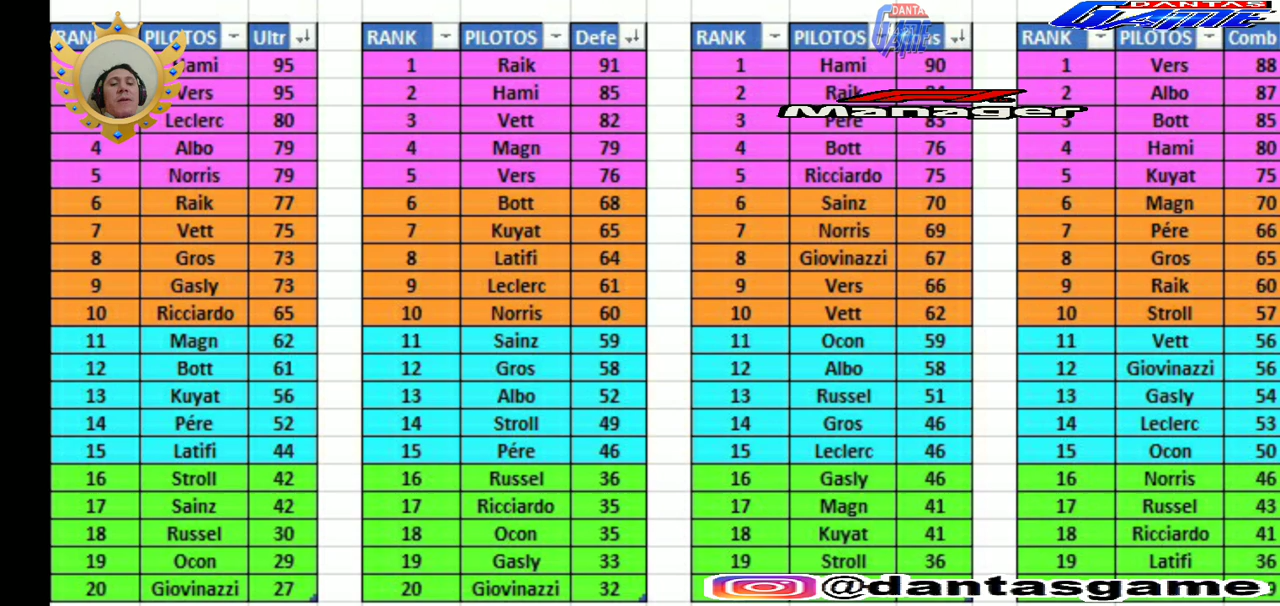 DANTAS
GAME
DANTAS
GAME
RANK PILOTOS Ultr RANK PILOTOS Defe RANK PILOTOS RANK PILOTOS Comb
Hami 95 1 Raik 91 1 Hami 90 1 Vers 88
Vers 95 2 Hami 85 2 Raik 2 Albo 87
Manager
Leclerc 80 3 Vett 82 3 Pére 83 3 Bott 85
4 Albo 79 4 Magn 79 4 Bott 76 4 Hami 80
5 Norris 79 5 Vers 76 5 Ricciardo 75 5 Kuyat 75
6 Raik 77 6 Bott 68 6 Sainz 70 6 Magn 70
7 Vett 75 7 Kuyat 65 7 Norris 69 7 Pére 66
8 Gros 73 8 Latifi 64 8 Giovinazzi 67 8 Gros 65
9 Gasly 73 9 Leclerc 61 9 Vers 66 9 Raik 60
10 Ricciardo 65 10 Norris 60 10 Vett 62 10 Stroll 57
11 Magn 62 11 Sainz 59 11 Ocon 59 11 Vett 56
12 Bott 61 12 Gros 58 12 Albo 58 12 Giovinazzi 56
13 Kuyat 56 13 Albo 52 13 Russel 51 13 Gasly 54
14 Pére 52 14 Stroll 49 14 Gros 46 14 Leclerc 53
15 Latifi 44 15 Pére 46 15 Leclerc 46 15 Ocon 50
16 Stroll 42 16 Russel 36 16 Gasly 46 16 Norris 46
17 Sainz 42 17 Ricciardo 35 17 Magn 41 17 Russel 43
18 Russel 30 18 Ocon 35 18 Kuyat 41 18 Ricciardo 41
19 Ocon 29 19 Gasly 33 19 Stroll 36 19 Latifi 36
20 Giovinazzi 27 20 Giovinazzi 32
@dantasgame